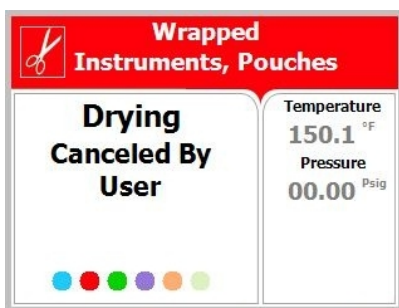 Wrapped
Instruments, Pouches
Drying
Canceled By
User
Temperature
150.1 °F
Pressure
00.00 Psig